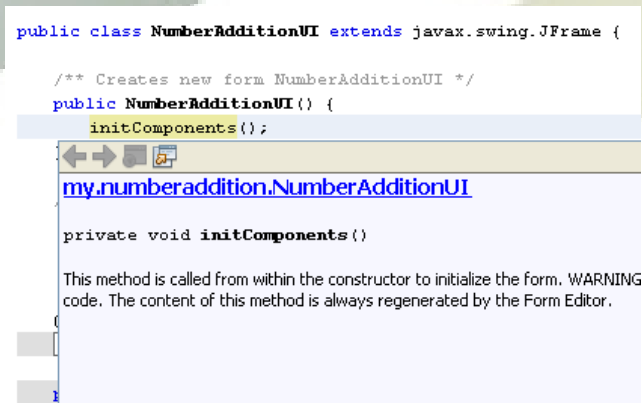 public class NumberAdditionUI extends javax.swing.JFrame {
/** Creates new form NumberAdditionUI */
public NumberAdditionUI() {
initComponents();
my.numberaddition.NumberAdditionUI
private void initComponents()
This method is called from within the constructor to initialize the form. WARNING
code. The content of this method is always regenerated by the Form Editor.